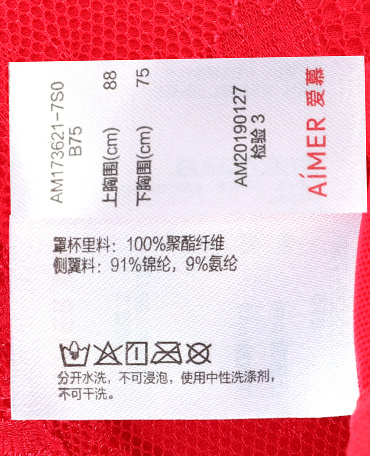 AM173621-7S0
B75
上胸围(cm) 88
下胸围(cm) 75
AM20190127
检验 3
AiMER 爱慕
罩杯里料：100%聚酯纤维
侧翼料：91%锦纶，9%氨纶
分开水洗，不可浸泡，使用中性洗涤剂，
不可干洗。